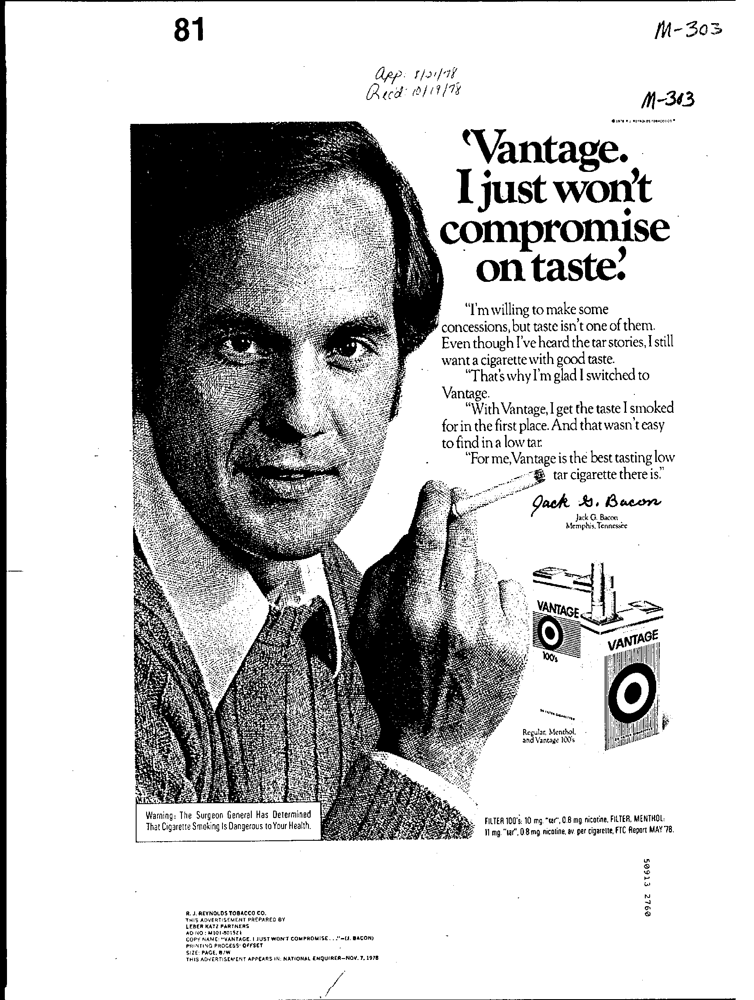 81
M-303
App: 8/21/78
Rec'd: 10/19/78
M-303
'Vantage.
I just won't
compromise
on taste.'
"I'm willing to make some
concessions, but taste isn't one of them.
Even though I've heard the tar stories, I still
want a cigarette with good taste.
"That's why I'm glad I switched to
Vantage.
"With Vantage, I get the taste I smoked
for in the first place. And that wasn't easy
to find in a low tar.
"For me, Vantage is the best tasting low
tar cigarette there is."
Jack G. Bacon
Jack G. Bacon
Memphis, Tennessee
VANTAGE
100's
VANTAGE
Regular, Menthol,
and Vantage 100's
Warning: The Surgeon General Has Determined
That Cigarette Smoking Is Dangerous to Your Health.
FILTER 100's: 10 mg. "tar", 0.8 mg. nicotine, FILTER, MENTHOL:
11 mg. "tar", 0.8 mg. nicotine, av. per cigarette, FTC Report MAY '78.
50913 2760
R. J. REYNOLDS TOBACCO CO.
THIS ADVERTISEMENT PREPARED BY
LEBER KATZ PARTNERS
AD NO.: M303-801521
COPY NAME: "VANTAGE. I JUST WON'T COMPROMISE . . ."—(J. BACON)
PRINTING PROCESS: OFFSET
SIZE: PAGE, B/W
THIS ADVERTISEMENT APPEARS IN: NATIONAL ENQUIRER—NOV. 7, 1978